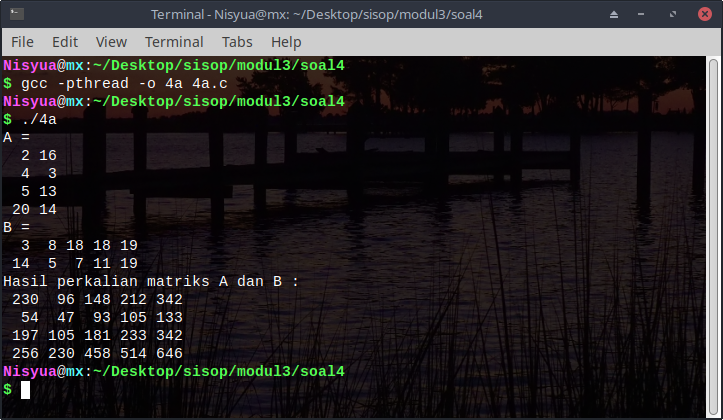 Terminal - Nisyua@mx: ~/Desktop/sisop/modul3/soal4
File Edit View Terminal Tabs Help
Nisyua@mx:~/Desktop/sisop/modul3/soal4
$ gcc -pthread -o 4a 4a.c
Nisyua@mx:~/Desktop/sisop/modul3/soal4
$ ./4a
A =
  2 16
  4  3
  5 13
 20 14
B =
  3  8 18 18 19
 14  5  7 11 19
Hasil perkalian matriks A dan B :
 230  96 148 212 342
  54  47  93 105 133
 197 105 181 233 342
 256 230 458 514 646
Nisyua@mx:~/Desktop/sisop/modul3/soal4
$